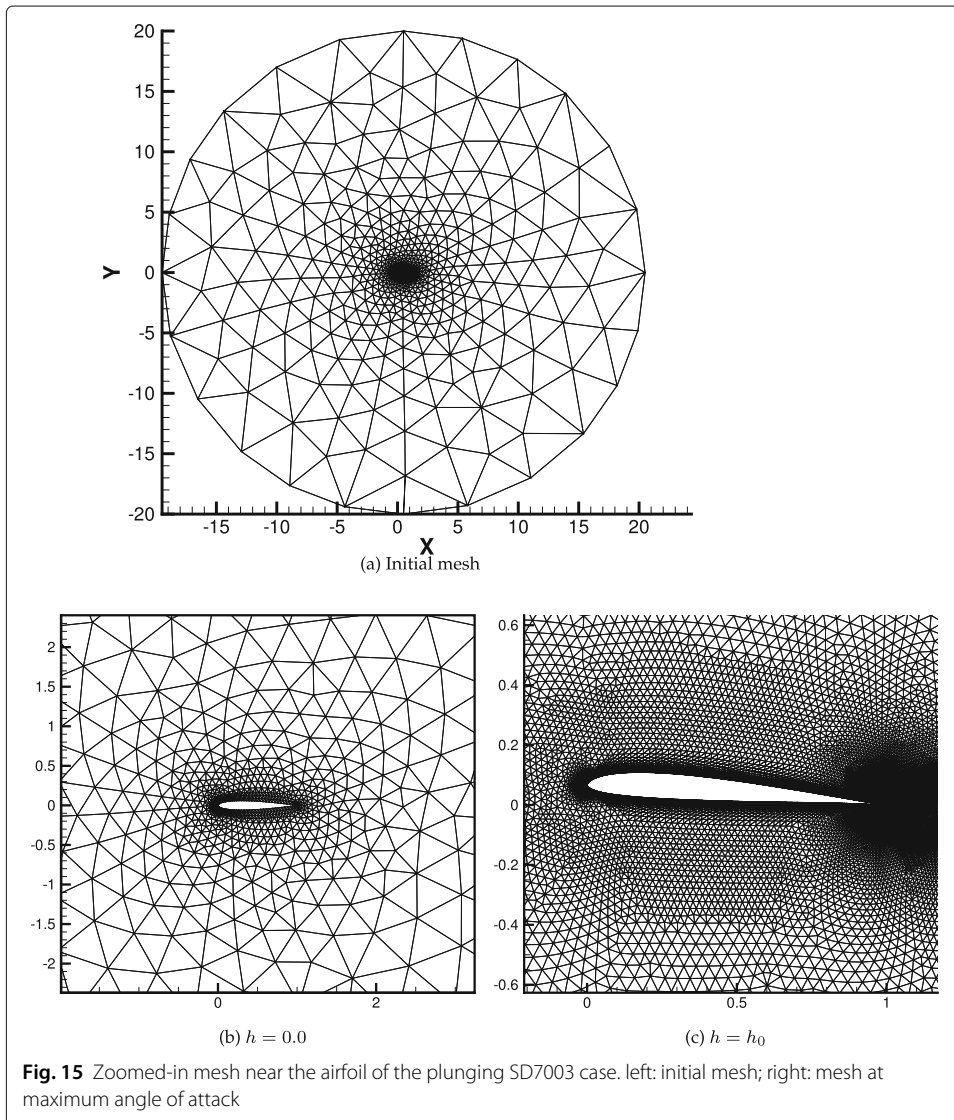 20
15
10
5
0
-5
-10
-15
-20
Y
-15 -10 -5 0 5 10 15 20
X
(a) Initial mesh
2
1.5
1
0.5
0
-0.5
-1
-1.5
-2
0 2
(b) h = 0.0
0.6
0.4
0.2
0
-0.2
-0.4
-0.6
0 0.5 1
(c) h = h₀
Fig. 15 Zoomed-in mesh near the airfoil of the plunging SD7003 case. left: initial mesh; right: mesh at
maximum angle of attack